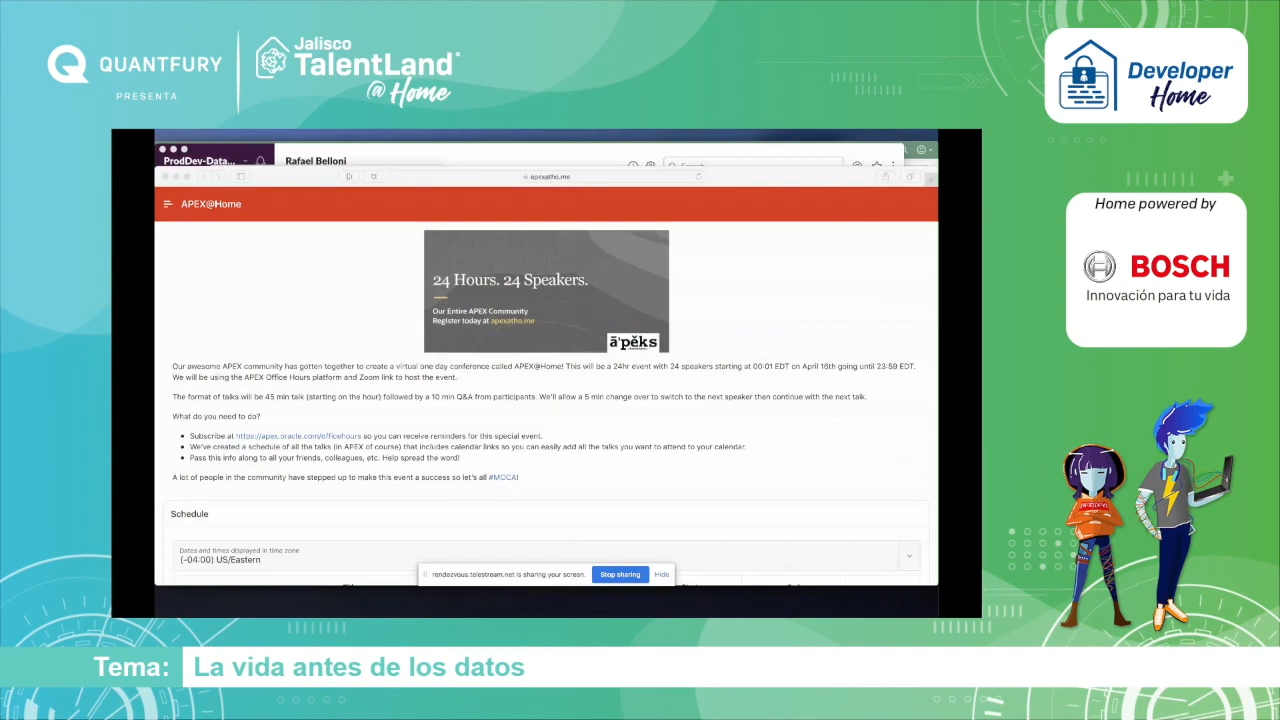 QUANTFURY
PRESENTA
Jalisco
TalentLand
@Home
Developer
Home
Home powered by
BOSCH
Innovación para tu vida
ProdDev-Data...
Rafael Belloni
Search
apexatho.me
APEX@Home
24 Hours. 24 Speakers.
Our Entire APEX Community
Register today at apexatho.me
ā'pěks
Our awesome APEX community has gotten together to create a virtual one day conference called APEX@Home! This will be a 24hr event with 24 speakers starting at 00:01 EDT on April 16th going until 23:59 EDT.
We will be using the APEX Office Hours platform and Zoom link to host the event.
The format of talks will be 45 min talk (starting on the hour) followed by a 10 min Q&A from participants. We'll allow a 5 min change over to switch to the next speaker then continue with the next talk.
What do you need to do?
• Subscribe at https://apex.oracle.com/officehours so you can receive reminders for this special event.
• We've created a schedule of all the talks (in APEX of course) that includes calendar links so you can easily add all the talks you want to attend to your calendar.
• Pass this info along to all your friends, colleagues, etc. Help spread the word!
A lot of people in the community have stepped up to make this event a success so let's all #MOCA!
Schedule
Dates and times displayed in time zone
(-04:00) US/Eastern
rendezvous.telestream.net is sharing your screen.
Stop sharing
Hide
Tema:
La vida antes de los datos